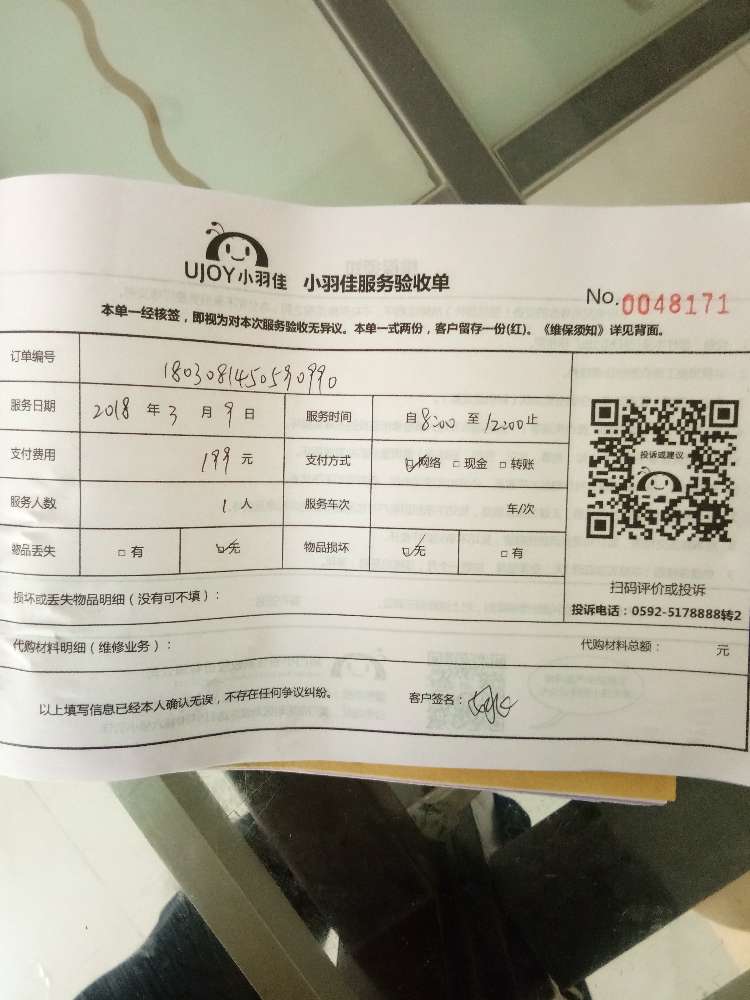 UJOY小羽佳 小羽佳服务验收单
No.0048171
本单一经核签，即视为对本次服务验收无异议。本单一式两份，客户留存一份(红)。《维保须知》详见背面。
订单编号
服务日期 2018 年 3 月 9 日 服务时间 自 8:00 至 12:00 止
支付费用 199 元 支付方式 ☑网络 □现金 □转账
服务人数 1 人 服务车次 车/次
物品丢失 □有 ☑无 物品损坏 ☑无 □有
投诉或建议
扫码评价或投诉
投诉电话：0592-5178888转2
损坏或丢失物品明细（没有可不填）：
代购材料明细（维修业务）： 代购材料总额： 元
以上填写信息已经本人确认无误，不存在任何争议纠纷。 客户签名：